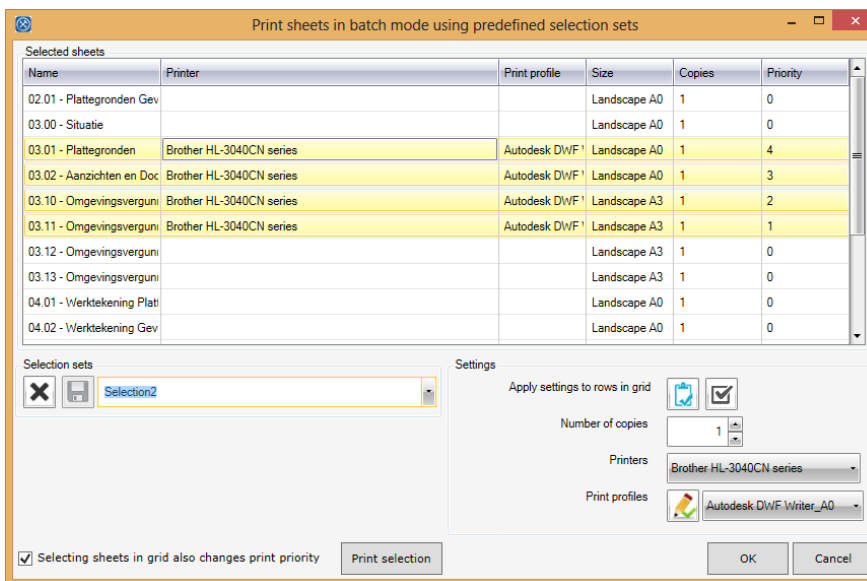 Print sheets in batch mode using predefined selection sets
Selected sheets
Name Printer Print profile Size Copies Priority
02.01 - Plattegronden Gev Landscape A0 1 0
03.00 - Situatie Landscape A0 1 0
03.01 - Plattegronden Brother HL-3040CN series Autodesk DWF Landscape A0 1 4
03.02 - Aanzichten en Doc Brother HL-3040CN series Autodesk DWF Landscape A0 1 3
03.10 - Omgevingsvergun Brother HL-3040CN series Autodesk DWF Landscape A3 1 2
03.11 - Omgevingsvergun Brother HL-3040CN series Autodesk DWF Landscape A3 1 1
03.12 - Omgevingsvergun Landscape A3 1 0
03.13 - Omgevingsvergun Landscape A3 1 0
04.01 - Werktekening Platt Landscape A0 1 0
04.02 - Werktekening Gev Landscape A0 1 0
Selection sets
Selection2
Settings
Apply settings to rows in grid
Number of copies 1
Printers Brother HL-3040CN series
Print profiles Autodesk DWF Writer_A0
Selecting sheets in grid also changes print priority Print selection OK Cancel